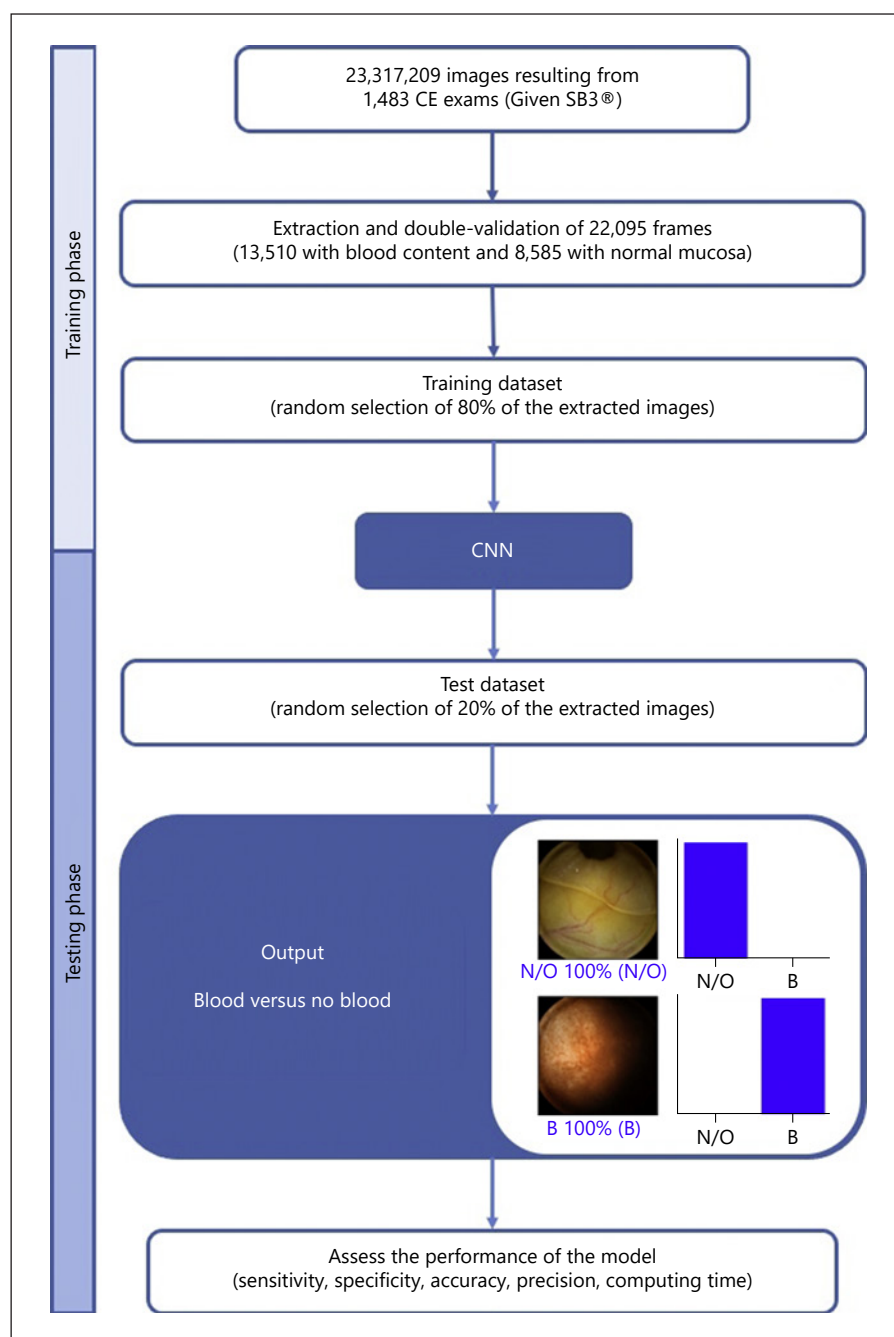 Training phase
23,317,209 images resulting from
1,483 CE exams (Given SB3®)
Extraction and double-validation of 22,095 frames
(13,510 with blood content and 8,585 with normal mucosa)
Training dataset
(random selection of 80% of the extracted images)
CNN
Testing phase
Test dataset
(random selection of 20% of the extracted images)
Output
Blood versus no blood
N/O 100% (N/O)
N/O B
B 100% (B)
N/O B
Assess the performance of the model
(sensitivity, specificity, accuracy, precision, computing time)